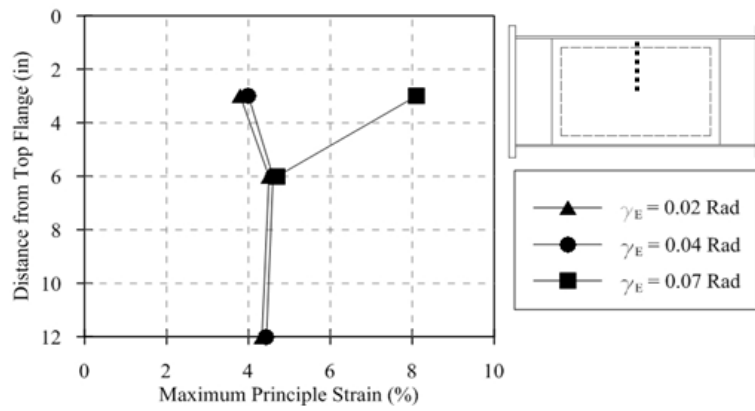 0
2
4
6
8
10
12
Distance from Top Flange (in)
0 2 4 6 8 10
Maximum Principle Strain (%)
γE = 0.02 Rad
γE = 0.04 Rad
γE = 0.07 Rad